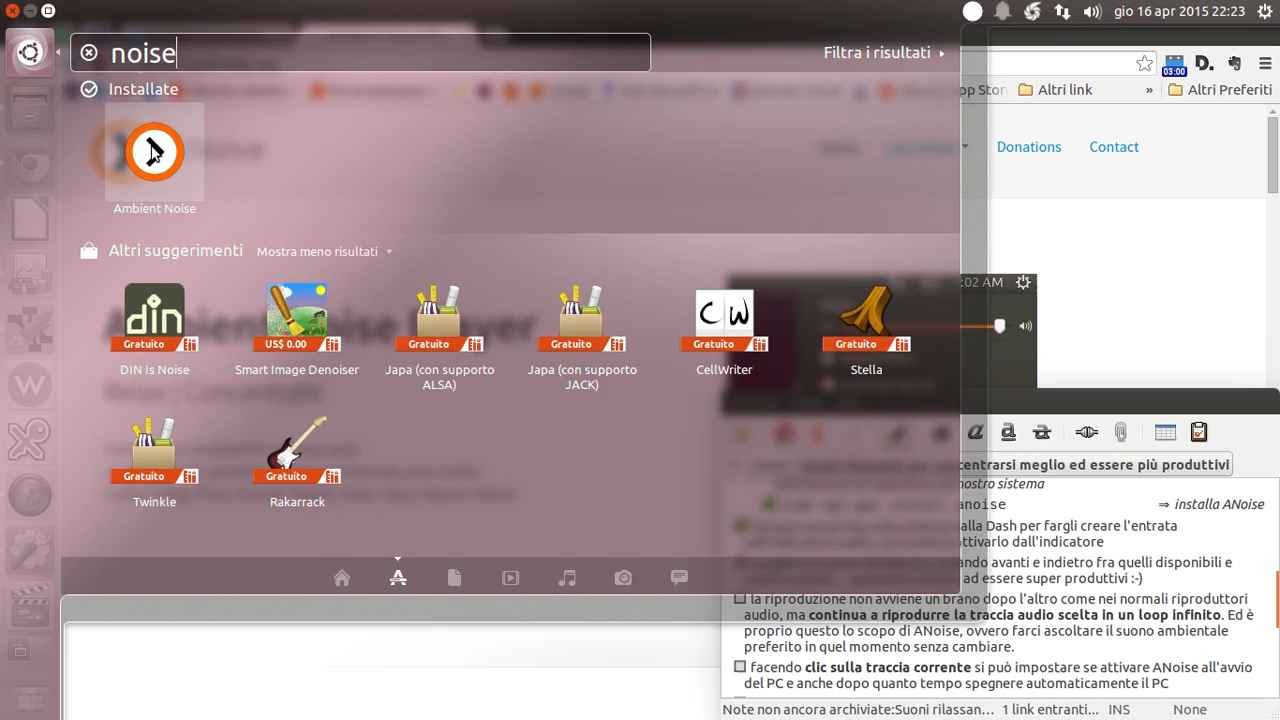 gio 16 apr 2015 22:23
noise
Filtra i risultati
Installate
Ambient Noise
Altri suggerimenti
Mostra meno risultati
din
Gratuito
US$ 0.00
Gratuito
Gratuito
CW
Gratuito
Gratuito
DIN Is Noise
Smart Image Denoiser
Japa (con supporto ALSA)
Japa (con supporto JACK)
CellWriter
Stella
Gratuito
Gratuito
Twinkle
Rakarrack
03:00
D.
Altri link
»
Altri Preferiti
Donations
Contact
:02 AM
centrarsi meglio ed essere più produttivi
nostro sistema
anoise
⇒ installa ANoise
alla Dash per fargli creare l'entrata
attivarlo dall'indicatore
ando avanti e indietro fra quelli disponibili e
ad essere super produttivi :-)
la riproduzione non avviene un brano dopo l'altro come nei normali riproduttori
audio, ma continua a riprodurre la traccia audio scelta in un loop infinito. Ed è
proprio questo lo scopo di ANoise, ovvero farci ascoltare il suono ambientale
preferito in quel momento senza cambiare.
facendo clic sulla traccia corrente si può impostare se attivare ANoise all'avvio
del PC e anche dopo quanto tempo spegnere automaticamente il PC
Note non ancora archiviate:Suoni rilassan...
1 link entranti...
INS
None